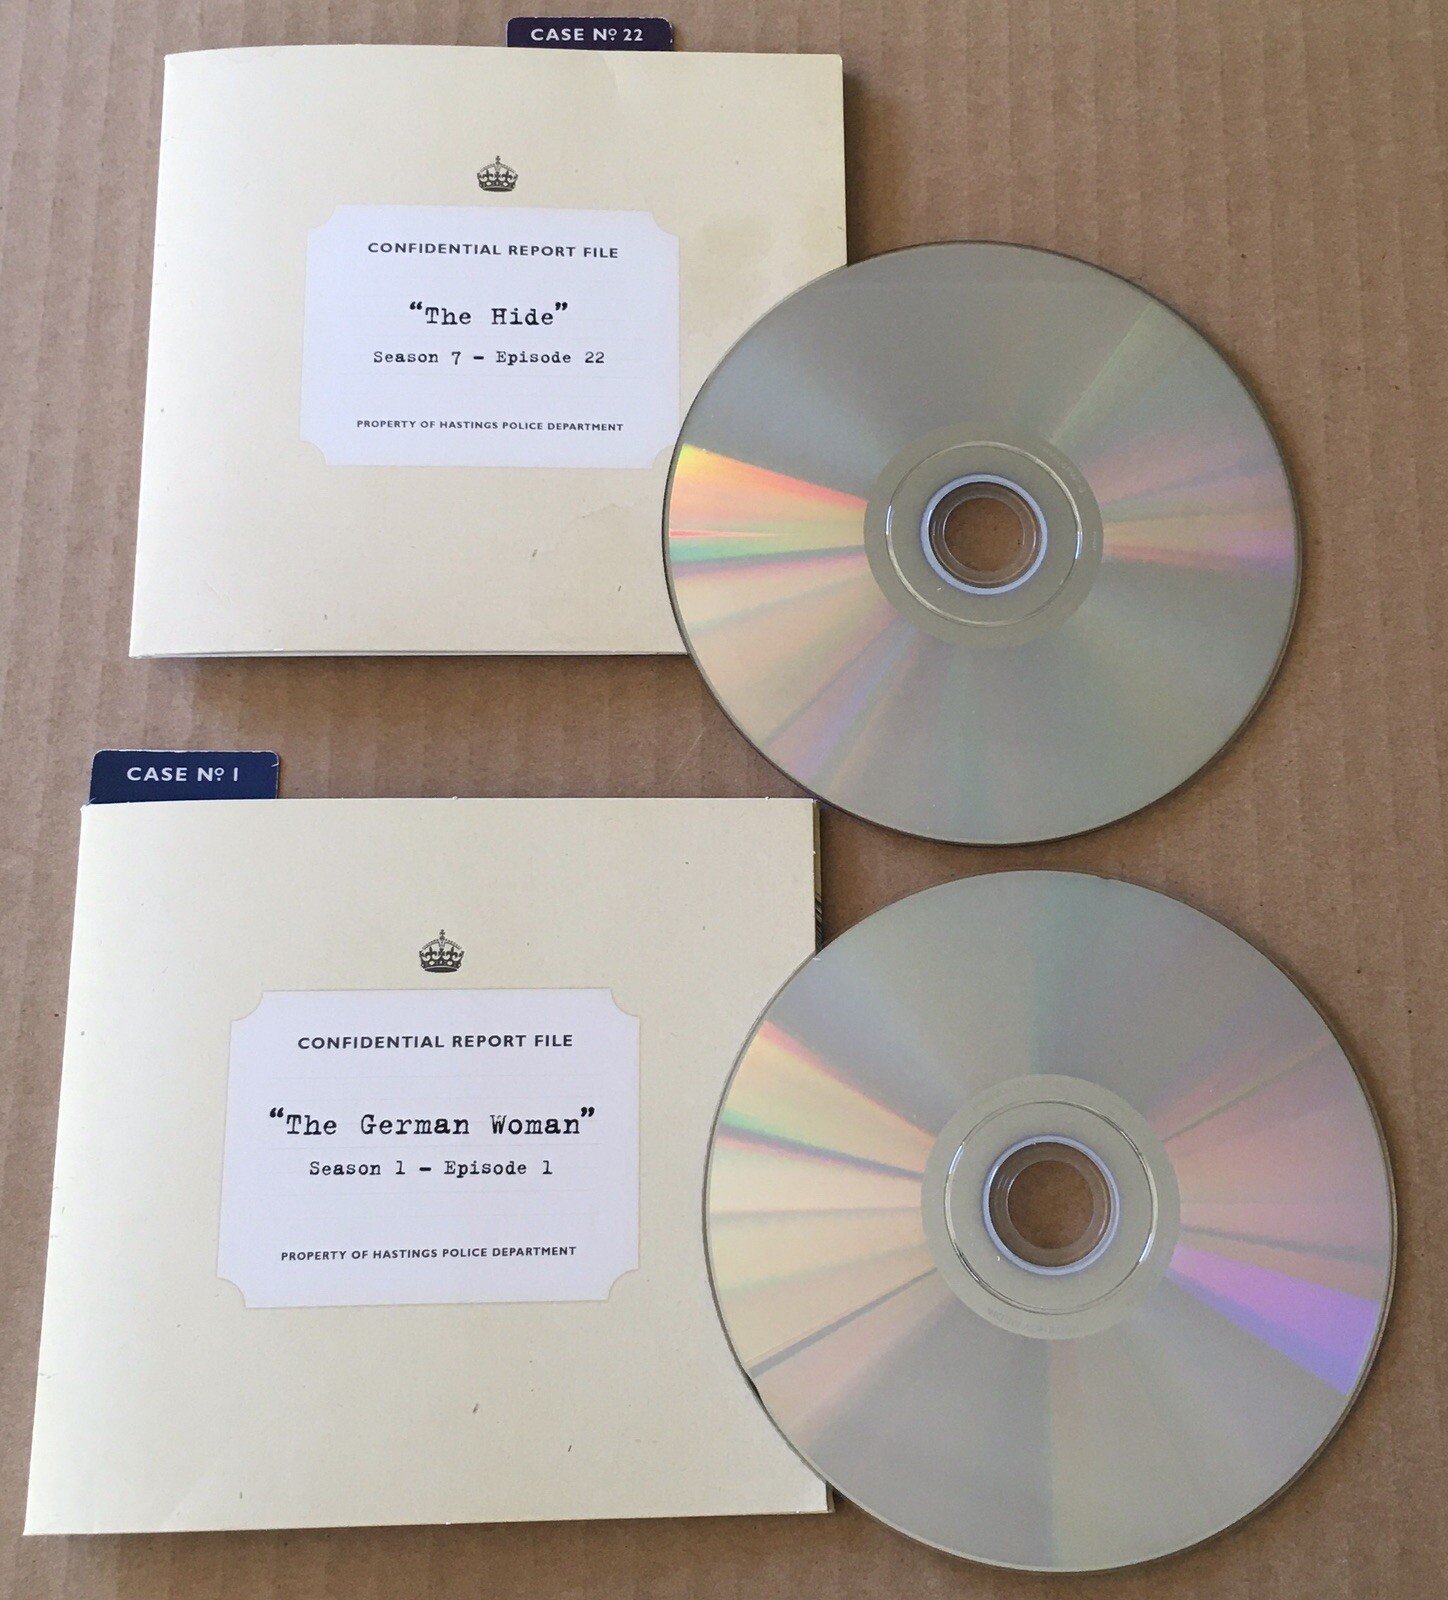 CASE Nº 22
CONFIDENTIAL REPORT FILE
“The Hide”
Season 7 – Episode 22
PROPERTY OF HASTINGS POLICE DEPARTMENT
CASE Nº 1
CONFIDENTIAL REPORT FILE
“The German Woman”
Season 1 – Episode 1
PROPERTY OF HASTINGS POLICE DEPARTMENT